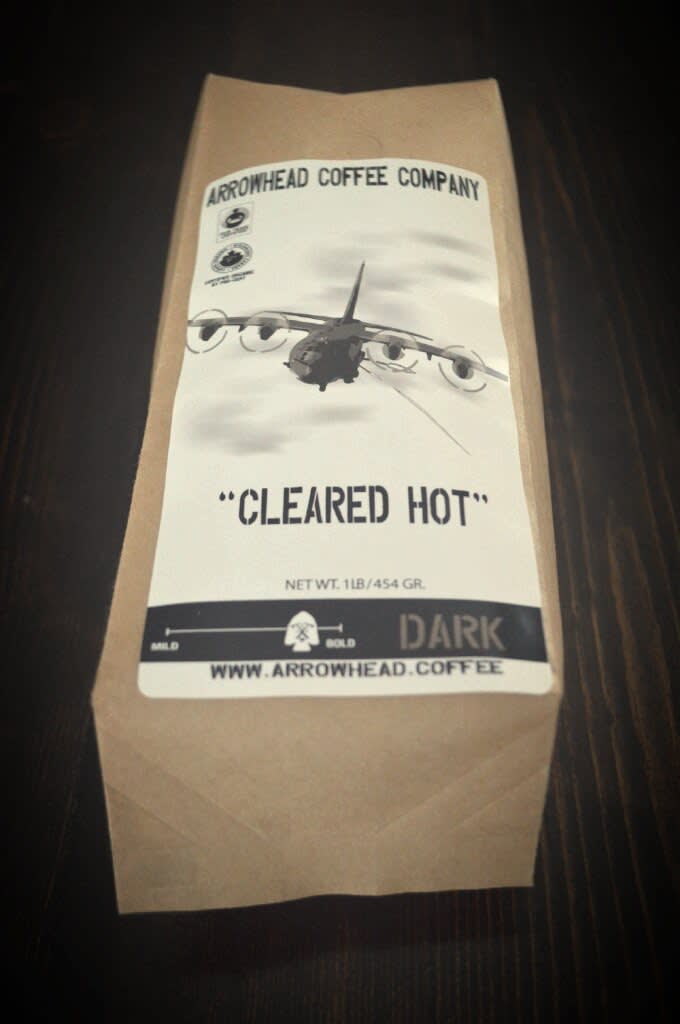 ARROWHEAD COFFEE COMPANY
"CLEARED HOT"
NET WT. 1LB/454 GR.
MILD
BOLD
DARK
WWW.ARROWHEAD.COFFEE